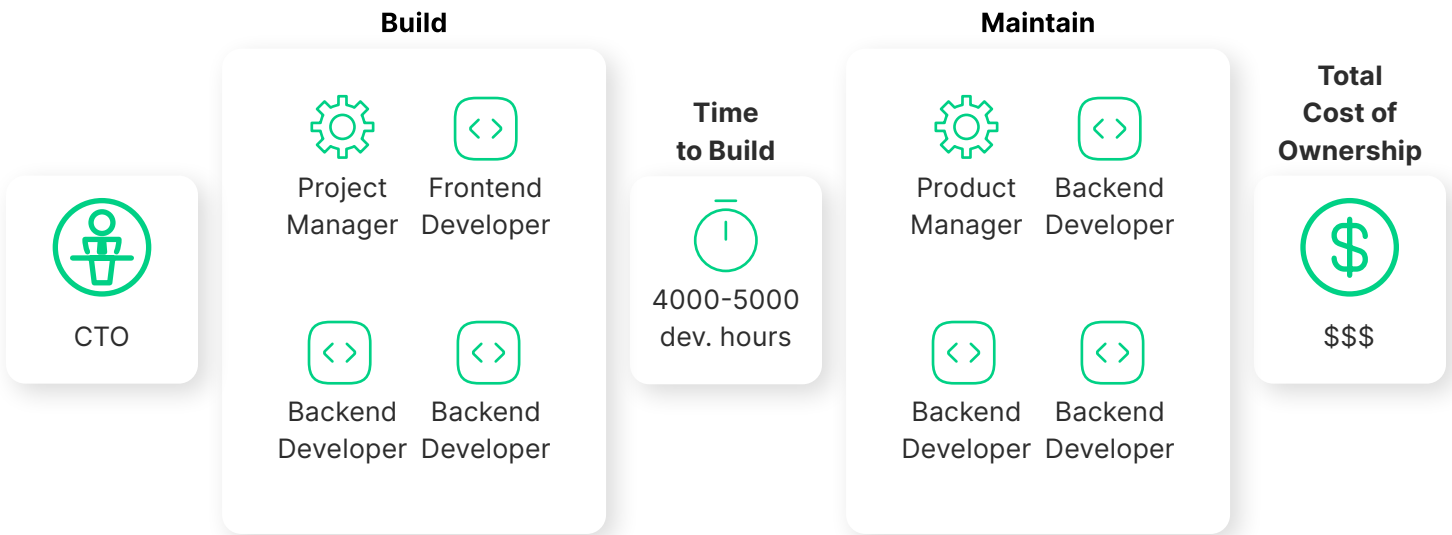 Build
Maintain
Total
Cost of
Ownership
Time
to Build
CTO
Project
Manager
Frontend
Developer
Backend
Developer
Backend
Developer
4000-5000
dev. hours
Product
Manager
Backend
Developer
Backend
Developer
Backend
Developer
$$$